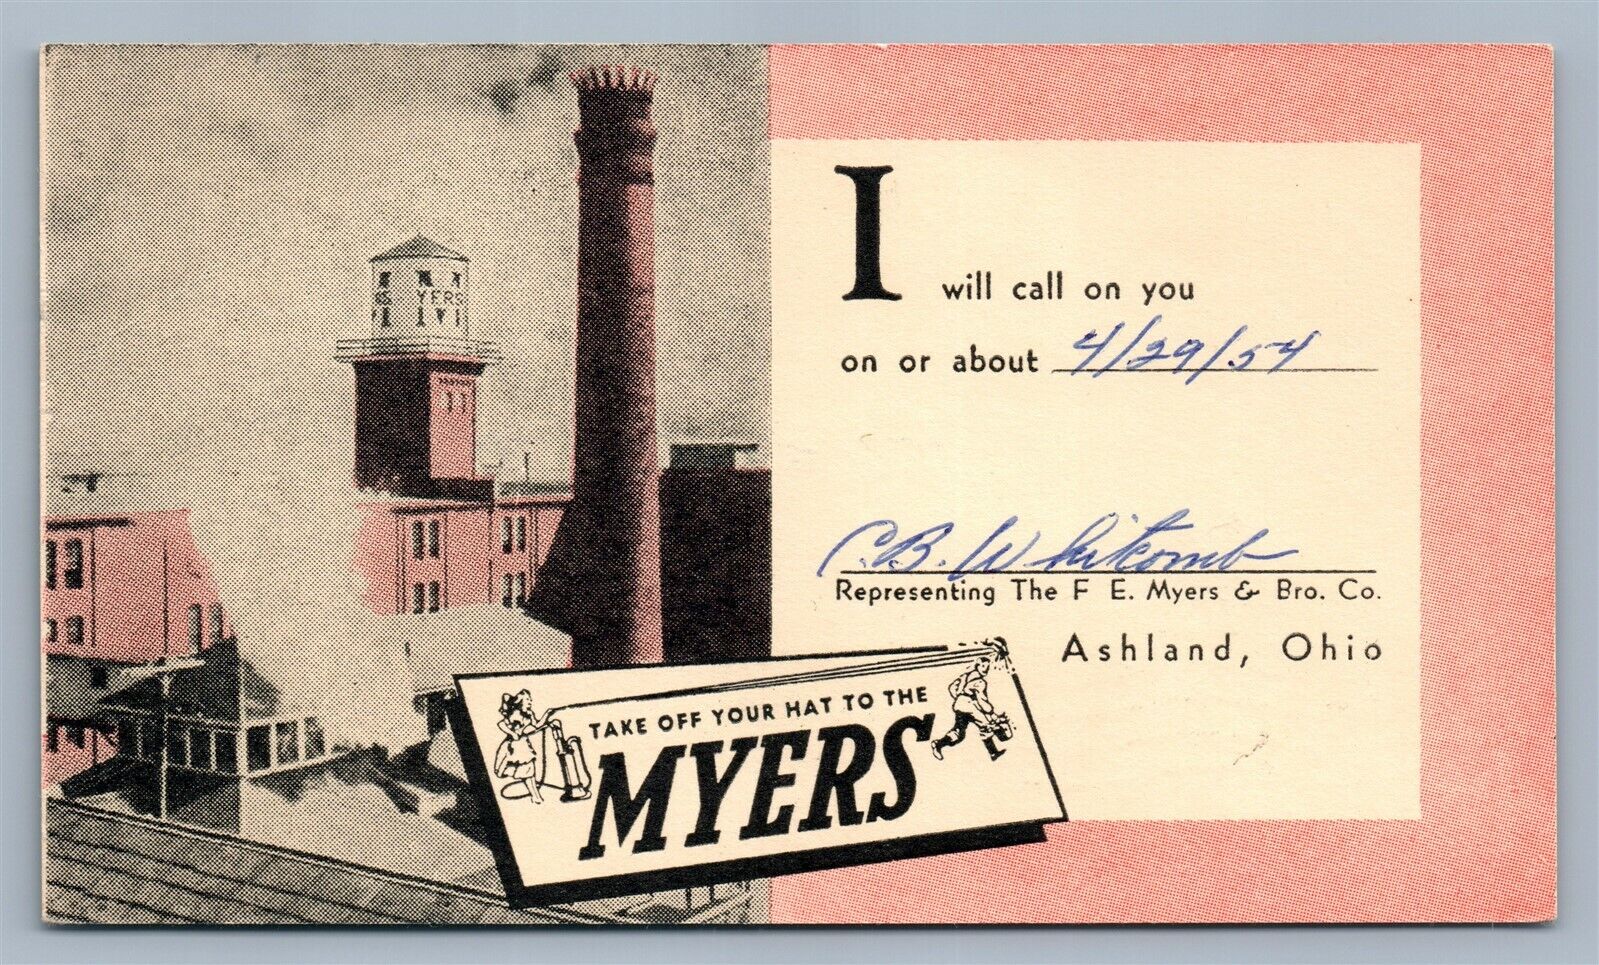 I will call on you
on or about 4/29/54
C.B. Whitcomb
Representing The F E. Myers & Bro. Co.
Ashland, Ohio
TAKE OFF YOUR HAT TO THE
MYERS
YERS